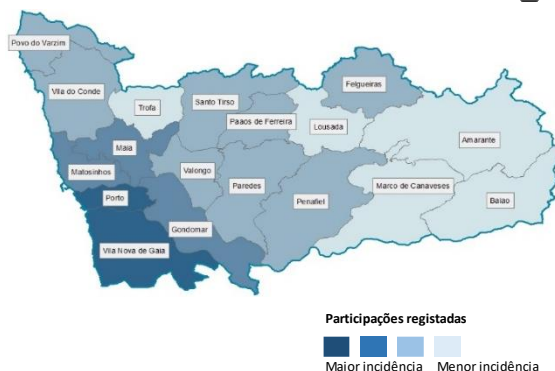 Povo do Varzim
Vila do Conde
Trofa
Santo Tirso
Felgueiras
Paaos de Ferreira
Lousada
Amarante
Maia
Matosinhos
Valongo
Paredes
Penafiel
Marco de Canaveses
Baiao
Porto
Gondomar
Vila Nova de Gaia
Participações registadas
Maior incidência Menor incidência